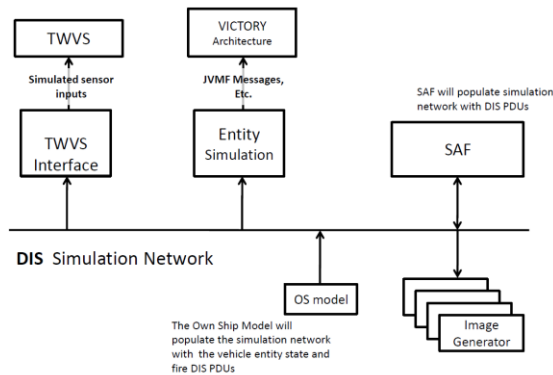 TWVS
VICTORY
Architecture
Simulated sensor
inputs
JVMF Messages,
Etc.
SAF will populate simulation
network with DIS PDUs
TWVS
Interface
Entity
Simulation
SAF
DIS Simulation Network
OS model
Image
Generator
The Own Ship Model will
populate the simulation network
with the vehicle entity state and
fire DIS PDUs